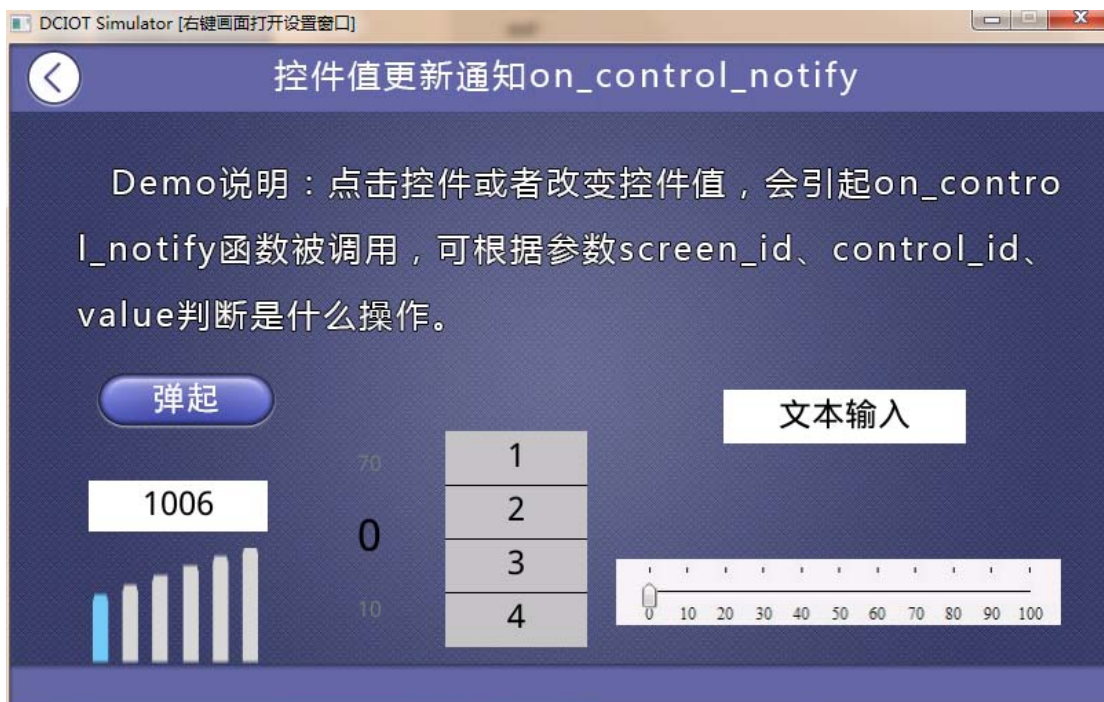 DCIOT Simulator [右键画面打开设置窗口]
控件值更新通知on_control_notify
Demo说明：点击控件或者改变控件值，会引起on_contro
l_notify函数被调用，可根据参数screen_id、control_id、
value判断是什么操作。
弹起
文本输入
70
1
1006
2
0
3
10
4
0 10 20 30 40 50 60 70 80 90 100